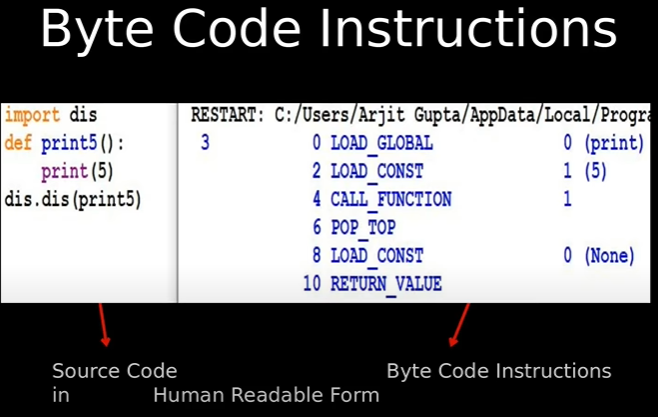 Byte Code Instructions
import dis
def print5():
    print(5)
dis.dis(print5)
RESTART: C:/Users/Arjit Gupta/AppData/Local/Progra
3 0 LOAD_GLOBAL 0 (print)
2 LOAD_CONST 1 (5)
4 CALL_FUNCTION 1
6 POP_TOP
8 LOAD_CONST 0 (None)
10 RETURN_VALUE
Source Code
in Human Readable Form
Byte Code Instructions